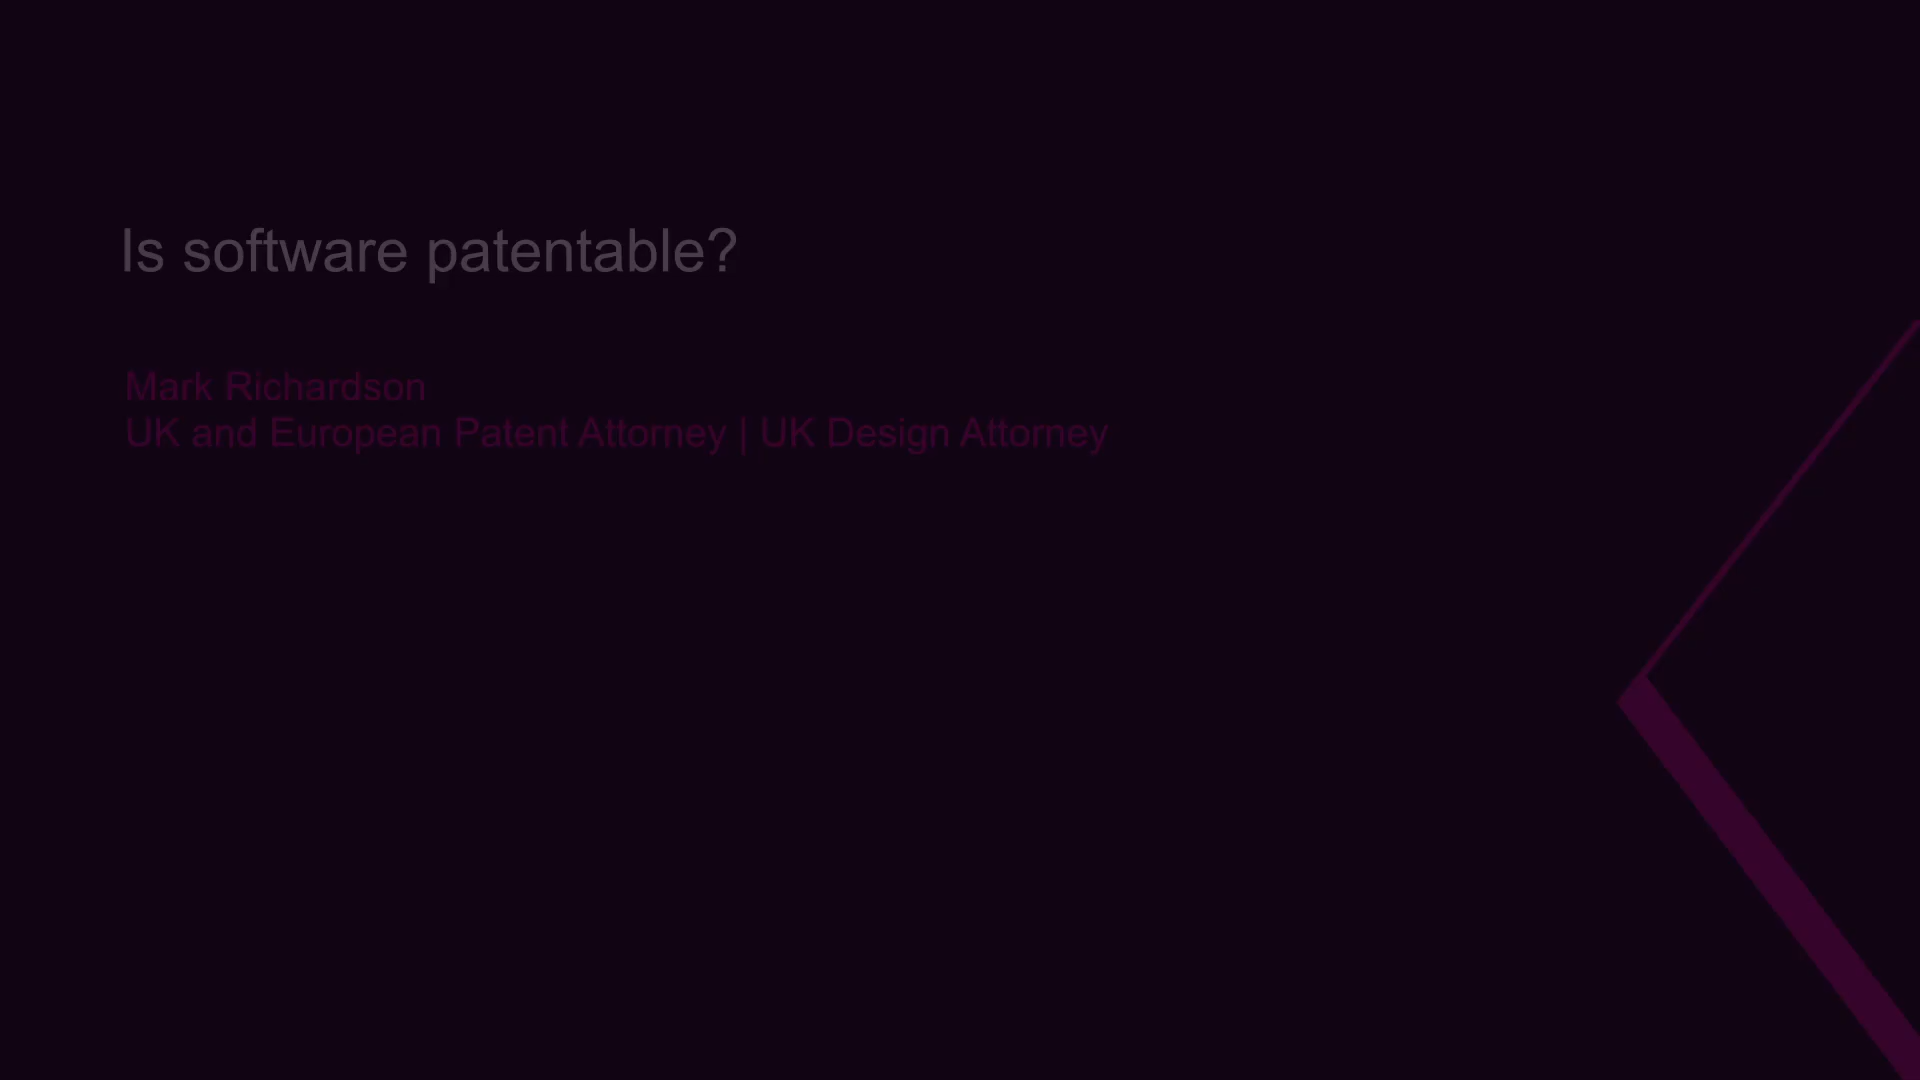 Is software patentable?
Mark Richardson
UK and European Patent Attorney | UK Design Attorney